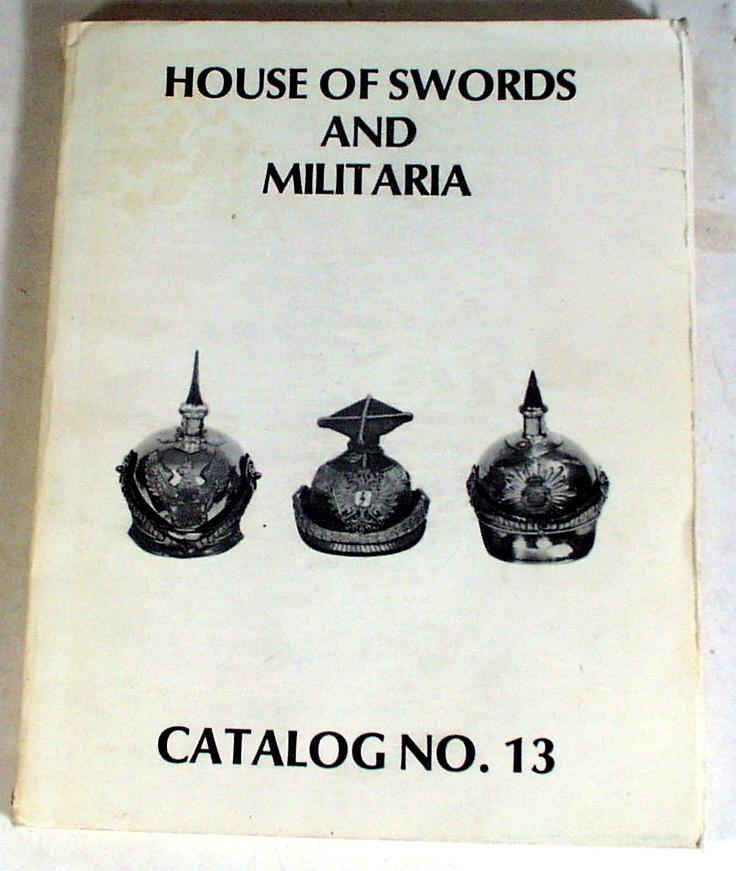 HOUSE OF SWORDS
AND
MILITARIA
CATALOG NO. 13